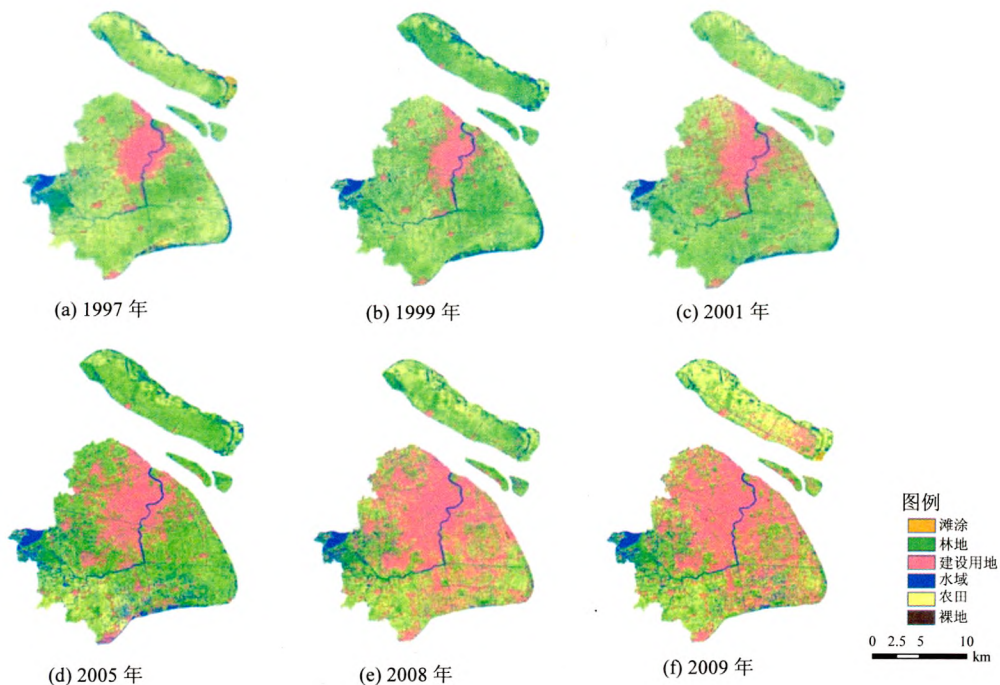 (a) 1997 年
(b) 1999 年
(c) 2001 年
(d) 2005 年
(e) 2008 年
(f) 2009 年
图例
滩涂
林地
建设用地
水域
农田
裸地
0 2.5 5 10
km